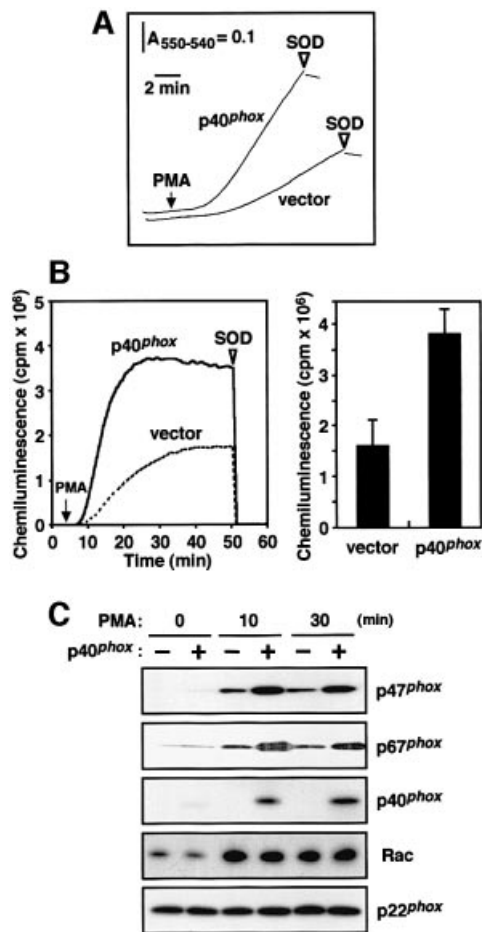 A
A550-540 = 0.1
2 min
SOD
p40phox
SOD
PMA
vector
B
Chemiluminescence (cpm x 10⁶)
5
4
3
2
1
0
p40phox
SOD
vector
PMA
0 10 20 30 40 50 60
Time (min)
Chemiluminescence (cpm x 10⁶)
4
3
2
1
0
vector p40phox
C
PMA: 0 10 30 (min)
p40phox : − + − + − +
p47phox
p67phox
p40phox
Rac
p22phox